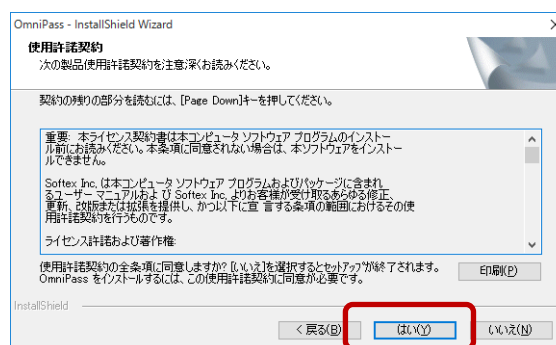 OmniPass - InstallShield Wizard
使用許諾契約
次の製品使用許諾契約を注意深くお読みください。
契約の残りの部分を読むには、[Page Down]キーを押してください。
重要: 本ライセンス契約書は本コンピュータ ソフトウェア プログラムのインストー
ル前にお読みください。本条項に同意されない場合は、本ソフトウェアをインストー
ルできません。
Softex Inc. は本コンピュータ ソフトウェア プログラムおよびパッケージに含まれ
るユーザー マニュアルおよ び Softex Inc. よりお客様が受け取るあらゆる修正、
更新、改版または拡張を提供し、かつ以下に宣 言する条項の範囲におけるその使
用許諾契約を行うものです。
ライセンス許諾および著作権:
使用許諾契約の全条項に同意しますか? [いいえ]を選択するとセットアップが終了されます。
OmniPass をインストールするには、この使用許諾契約に同意が必要です。
印刷(P)
InstallShield
< 戻る(B)
はい(Y)
いいえ(N)